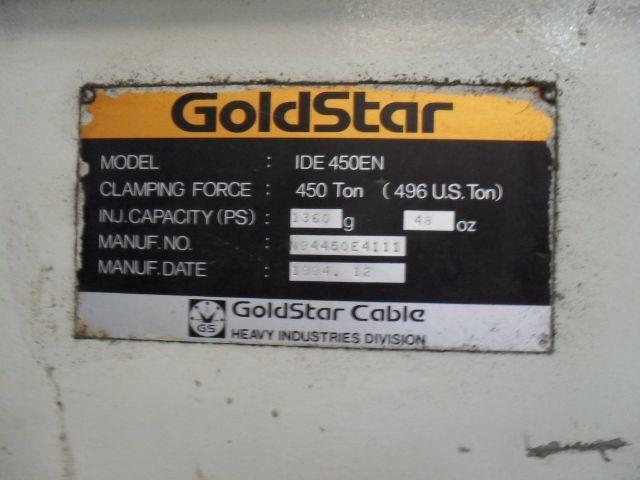 GoldStar
MODEL : IDE 450EN
CLAMPING FORCE : 450 Ton (496 U.S. Ton)
INJ. CAPACITY (PS) : 1360 g 48 oz
MANUF. NO. : N94450E4111
MANUF. DATE : 1994. 12
GS GoldStar Cable
HEAVY INDUSTRIES DIVISION